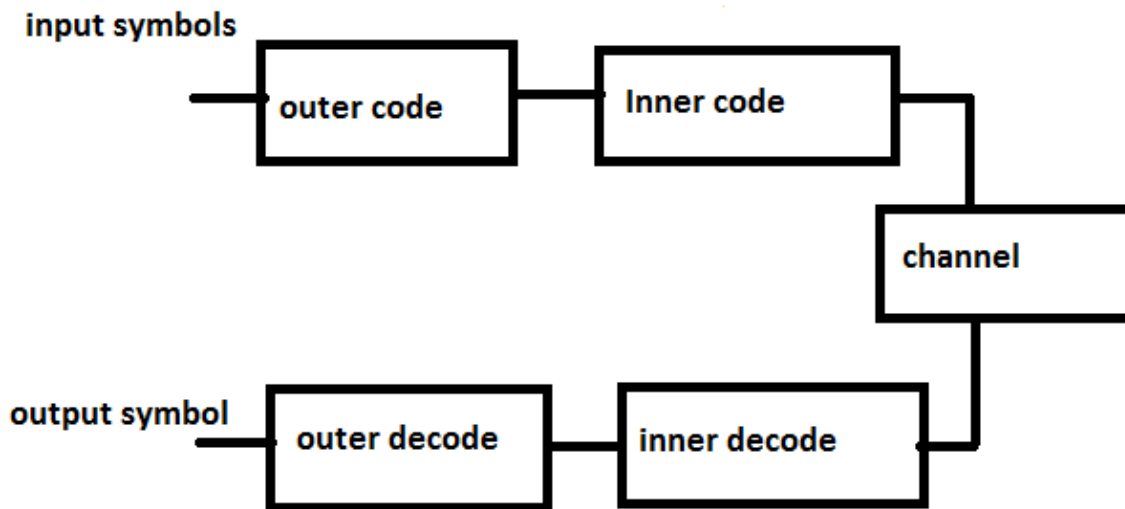 input symbols
outer code
Inner code
channel
output symbol
outer decode
inner decode